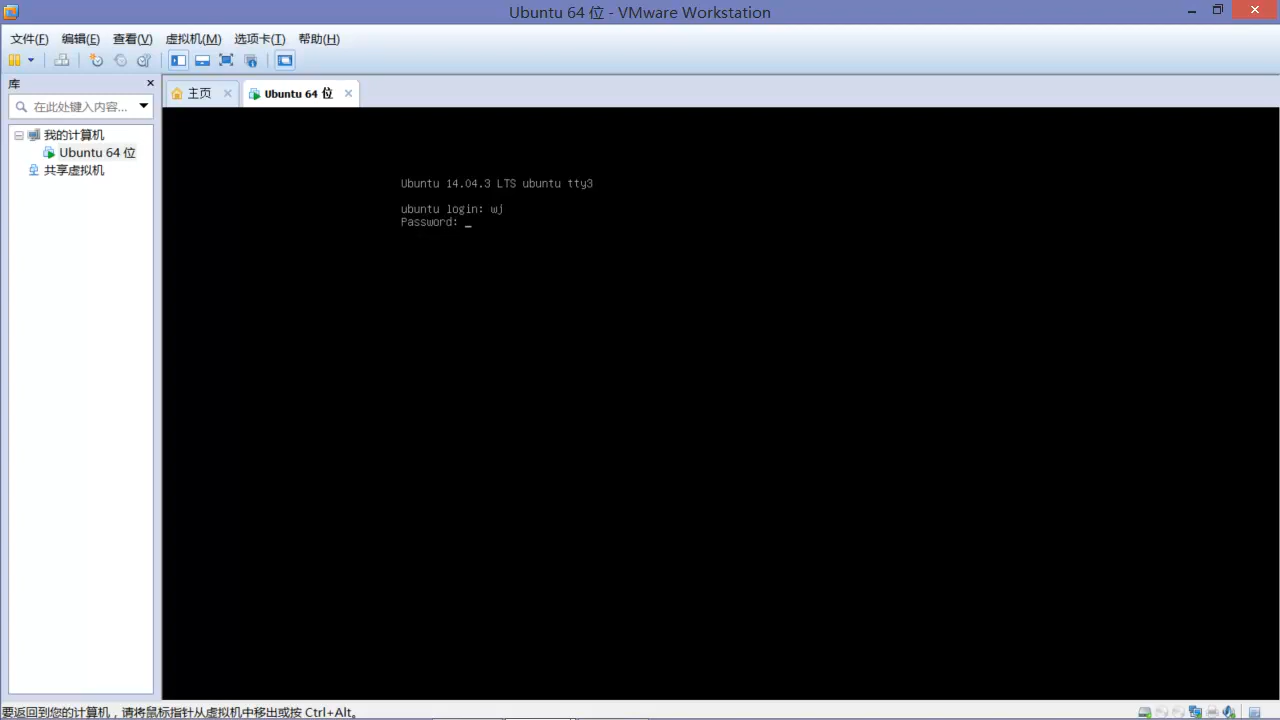 Ubuntu 64 位 - VMware Workstation
文件(F) 编辑(E) 查看(V) 虚拟机(M) 选项卡(T) 帮助(H)
库
在此处键入内容...
我的计算机
Ubuntu 64 位
共享虚拟机
主页
Ubuntu 64 位
Ubuntu 14.04.3 LTS ubuntu tty3
ubuntu login: wj
Password: _
要返回到您的计算机，请将鼠标指针从虚拟机中移出或按 Ctrl+Alt。